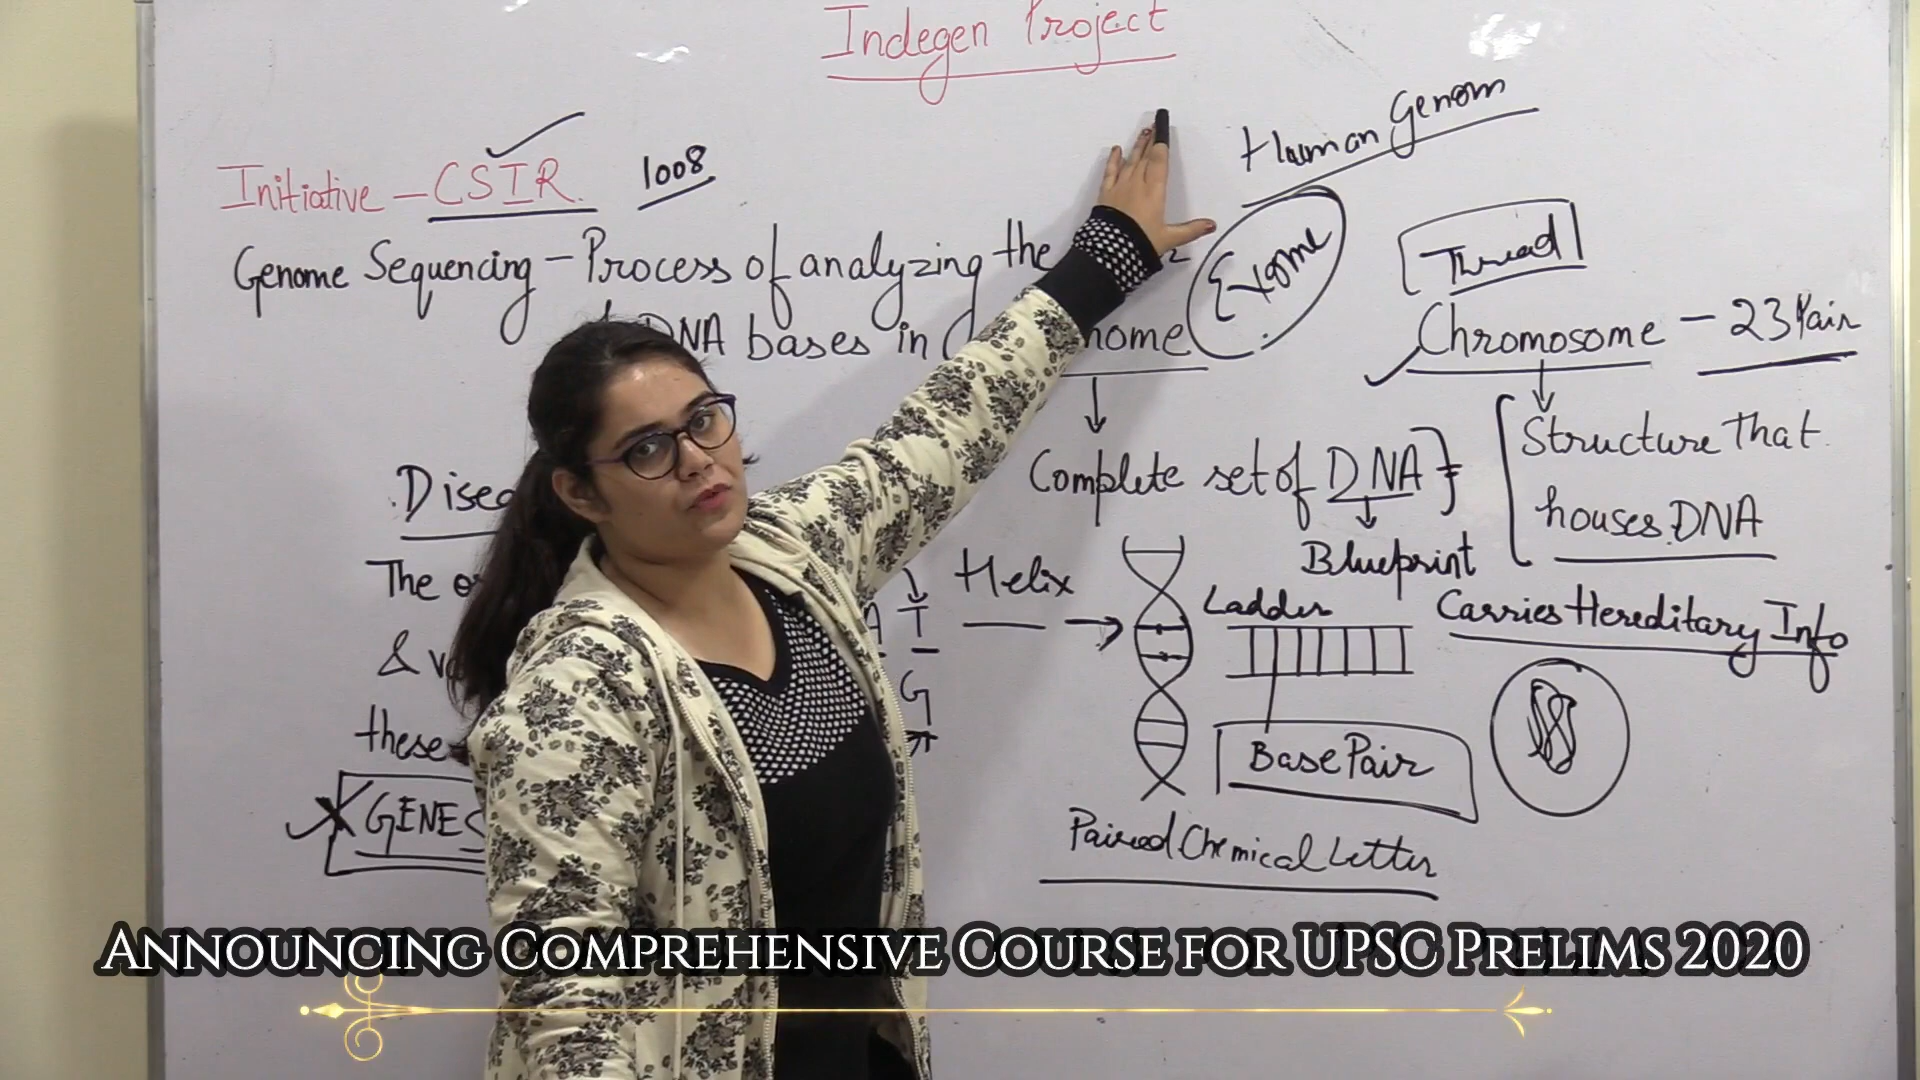 Indegen Project
Human Genom
Initiative - CSIR.
1008
Genome Sequencing - Process of analyzing the
DNA bases in
Exome
Thread
Chromosome - 23 Pair
Structure that
houses DNA
Complete set of DNA
Blueprint
Carries Hereditary Info
The
&
these
GENES
A T
G
Helix
Ladder
Base Pair
Paired Chemical Letter
ANNOUNCING COMPREHENSIVE COURSE FOR UPSC PRELIMS 2020